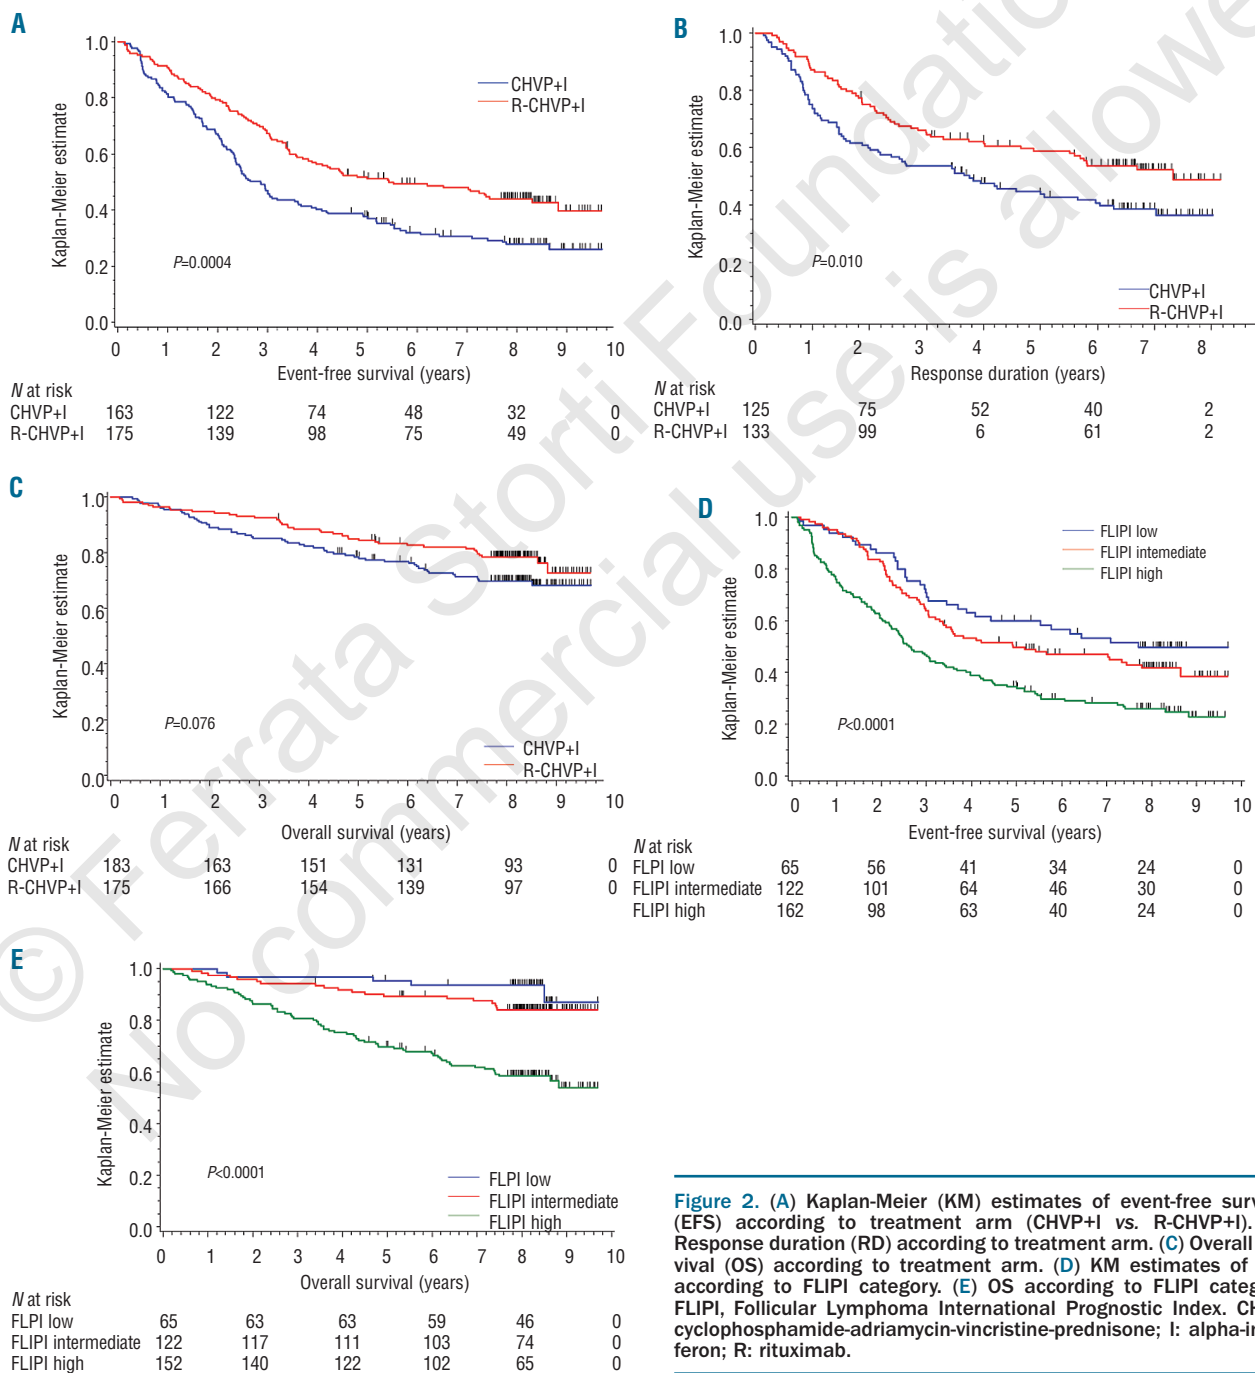 A
1.0
0.8
0.6
0.4
0.2
0.0
Kaplan-Meier estimate
CHVP+I
R-CHVP+I
P=0.0004
0 1 2 3 4 5 6 7 8 9 10
Event-free survival (years)
N at risk
CHVP+I 163 122 74 48 32 0
R-CHVP+I 175 139 98 75 49 0
B
1.0
0.8
0.6
0.4
0.2
0.0
Kaplan-Meier estimate
P=0.010
CHVP+I
R-CHVP+I
0 1 2 3 4 5 6 7 8
Response duration (years)
N at risk
CHVP+I 125 75 52 40 2
R-CHVP+I 133 99 6 61 2
C
1.0
0.8
0.6
0.4
0.2
0.0
Kaplan-Meier estimate
P=0.076
CHVP+I
R-CHVP+I
0 1 2 3 4 5 6 7 8 9 10
Overall survival (years)
N at risk
CHVP+I 183 163 151 131 93 0
R-CHVP+I 175 166 154 139 97 0
D
1.0
0.8
0.6
0.4
0.2
0.0
Kaplan-Meier estimate
FLIPI low
FLIPI intemediate
FLIPI high
P<0.0001
0 1 2 3 4 5 6 7 8 9 10
Event-free survival (years)
N at risk
FLPI low 65 56 41 34 24 0
FLIPI intermediate 122 101 64 46 30 0
FLIPI high 162 98 63 40 24 0
E
1.0
0.8
0.6
0.4
0.2
0.0
Kaplan-Meier estimate
P<0.0001
FLPI low
FLIPI intermediate
FLIPI high
0 1 2 3 4 5 6 7 8 9 10
Overall survival (years)
N at risk
FLPI low 65 63 63 59 46 0
FLIPI intermediate 122 117 111 103 74 0
FLIPI high 152 140 122 102 65 0
Figure 2. (A) Kaplan-Meier (KM) estimates of event-free surv
(EFS) according to treatment arm (CHVP+I vs. R-CHVP+I).
Response duration (RD) according to treatment arm. (C) Overall
vival (OS) according to treatment arm. (D) KM estimates of
according to FLIPI category. (E) OS according to FLIPI categ
FLIPI, Follicular Lymphoma International Prognostic Index. CH
cyclophosphamide-adriamycin-vincristine-prednisone; I: alpha-in
feron; R: rituximab.
© Ferrata Storti Foundatio
No commercial use is allowe